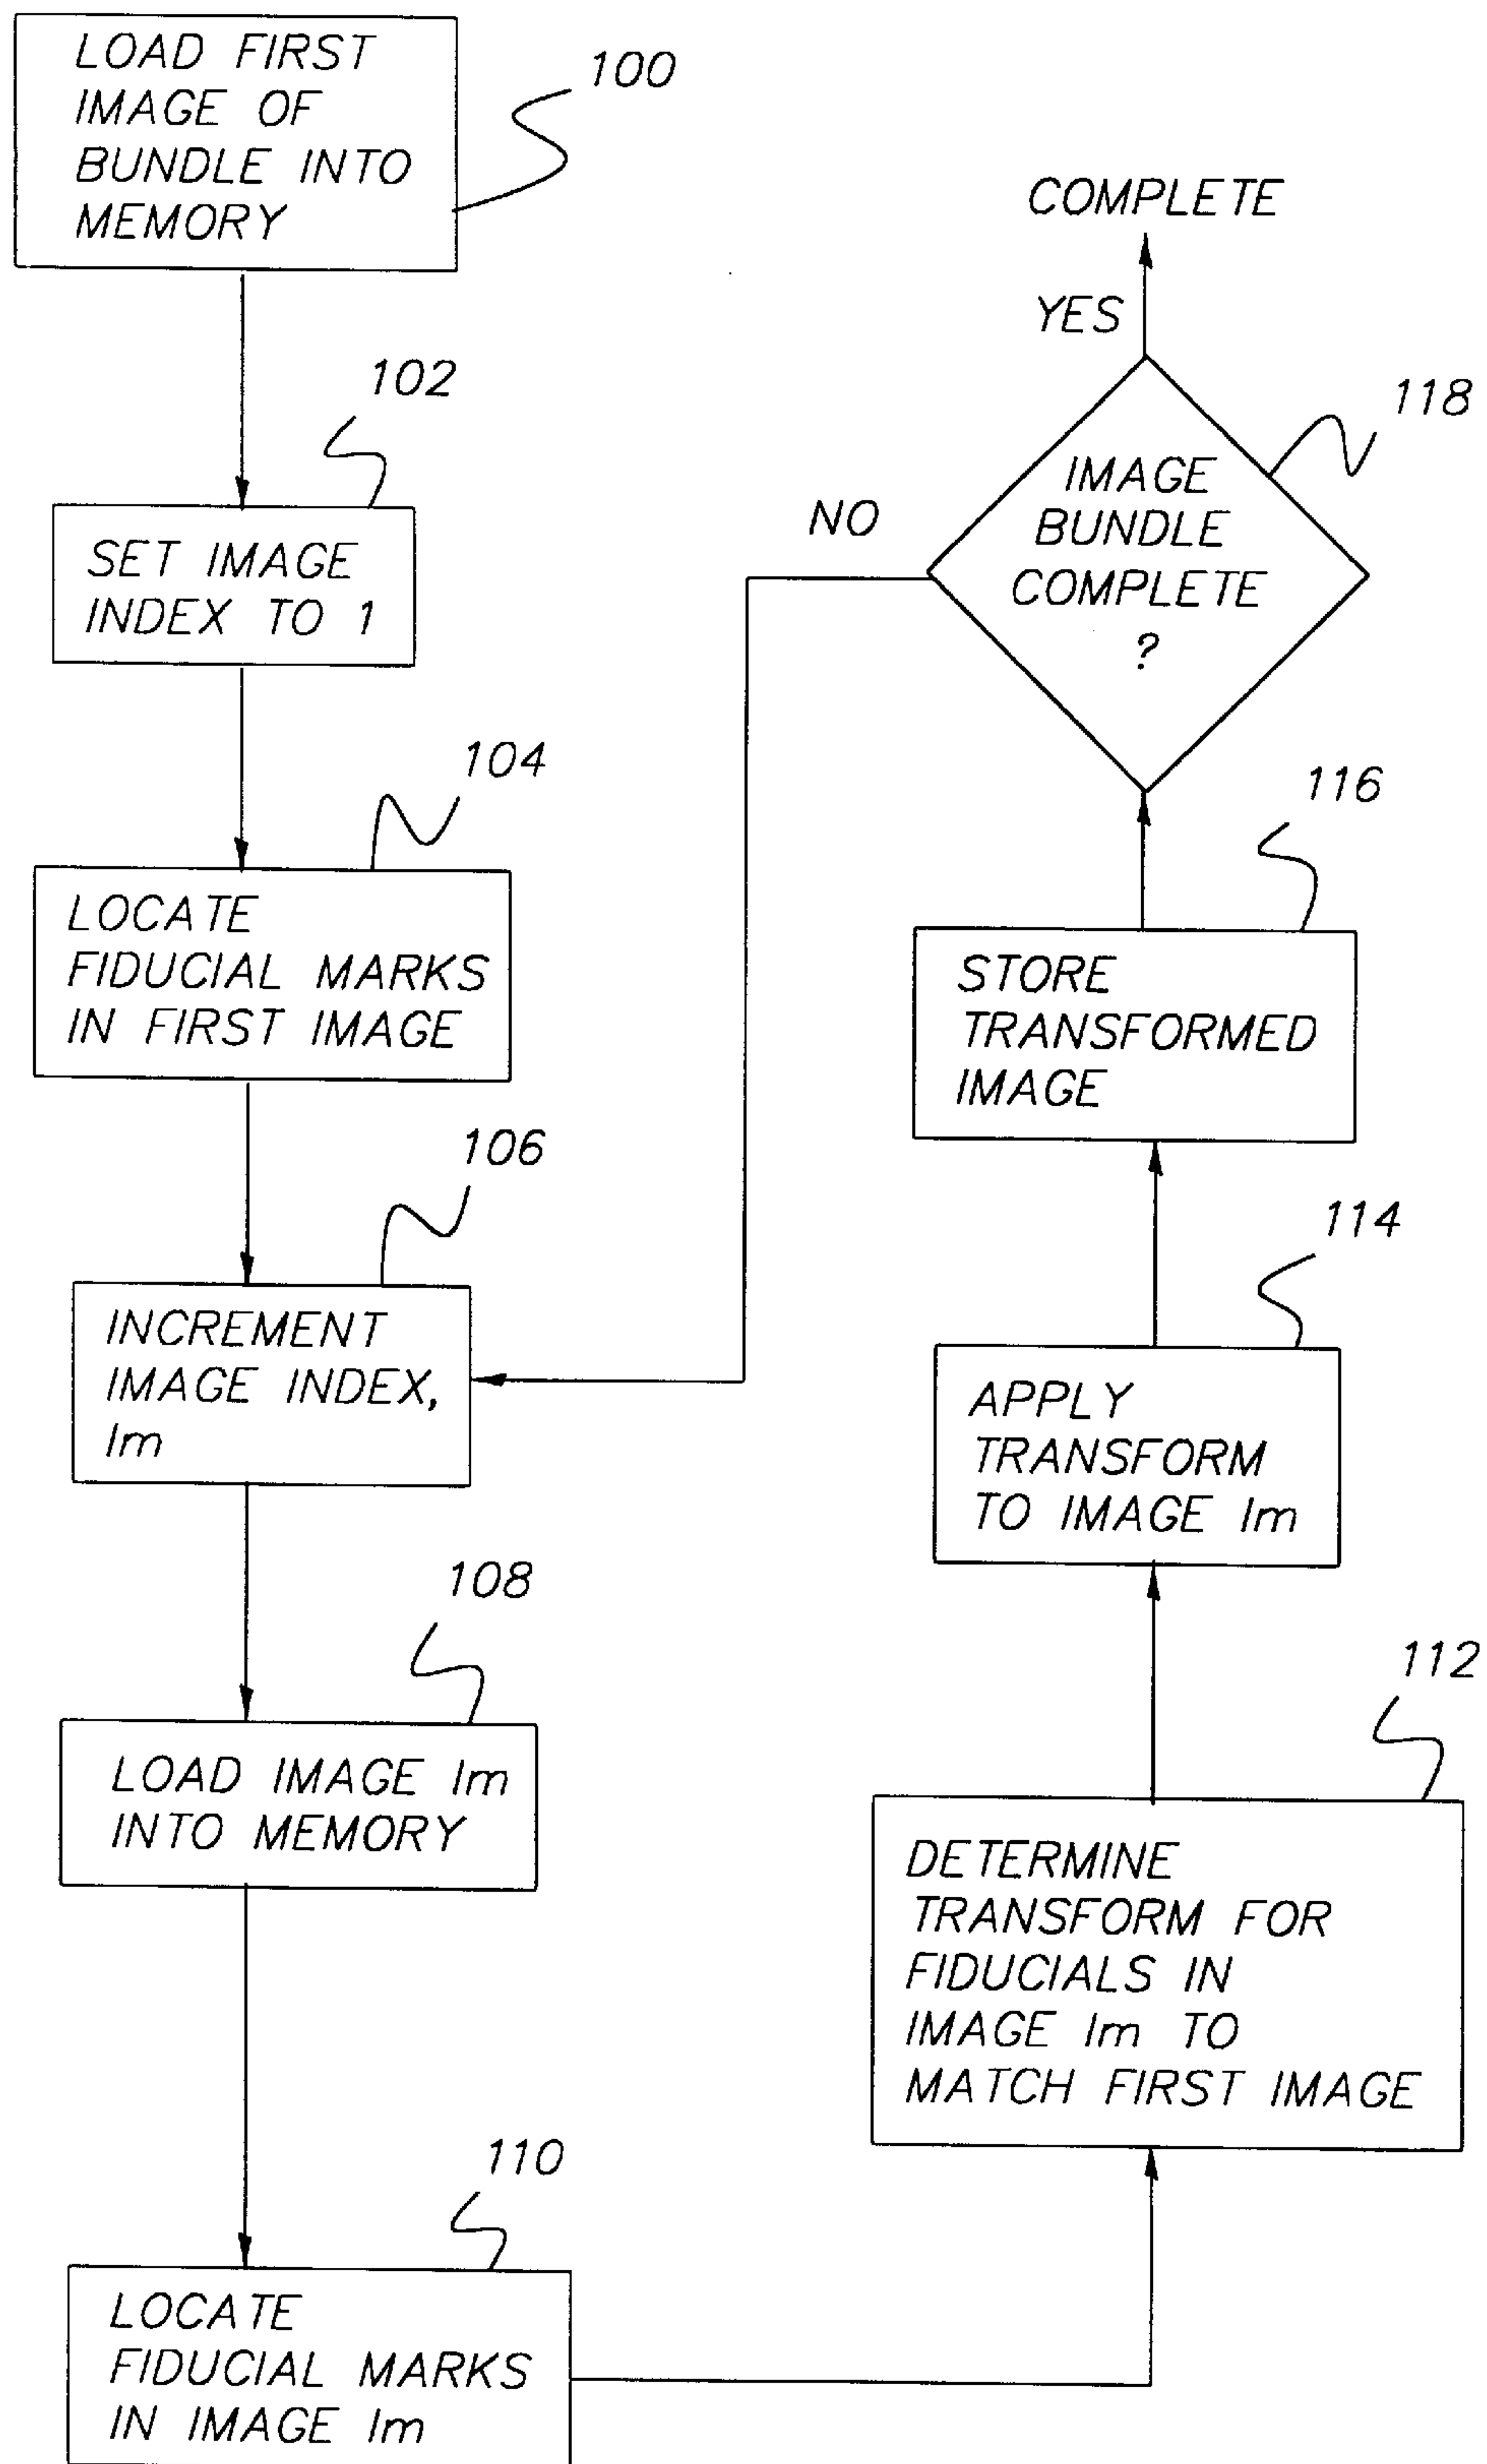 LOAD FIRST
IMAGE OF
BUNDLE INTO
MEMORY
100
102
SET IMAGE
INDEX TO 1
104
LOCATE
FIDUCIAL MARKS
IN FIRST IMAGE
106
INCREMENT
IMAGE INDEX,
Im
108
LOAD IMAGE Im
INTO MEMORY
110
LOCATE
FIDUCIAL MARKS
IN IMAGE Im
112
DETERMINE
TRANSFORM FOR
FIDUCIALS IN
IMAGE Im TO
MATCH FIRST IMAGE
114
APPLY
TRANSFORM
TO IMAGE Im
116
STORE
TRANSFORMED
IMAGE
118
IMAGE
BUNDLE
COMPLETE
?
NO
YES
COMPLETE